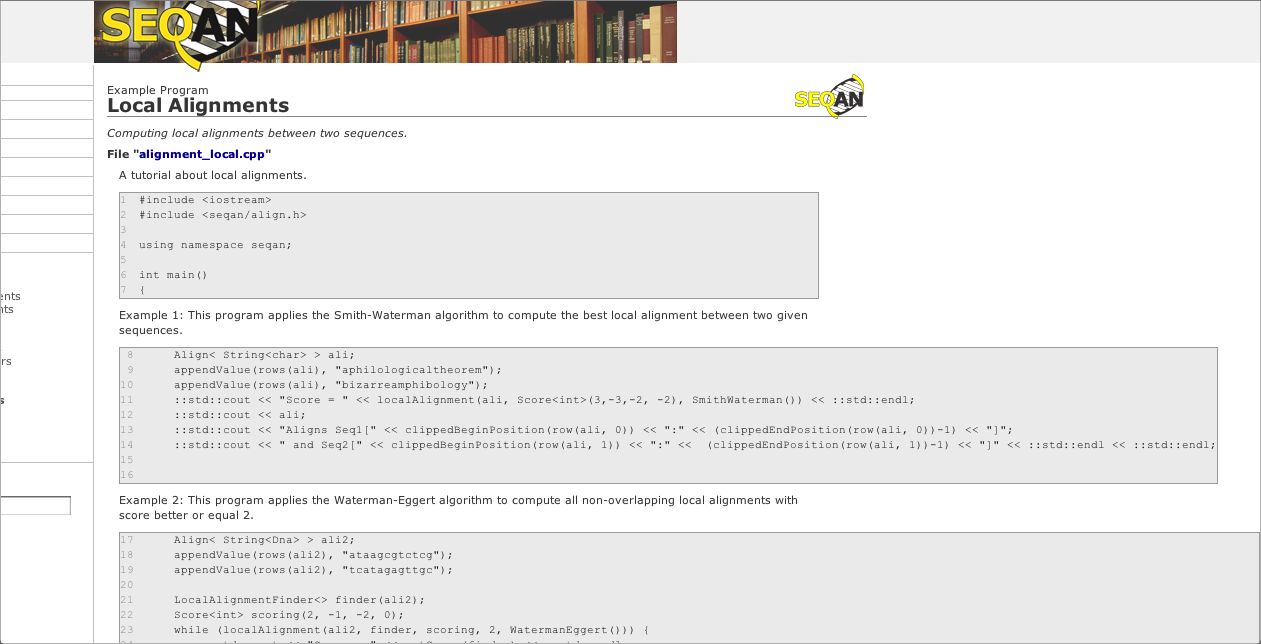 SEQAN
Example Program
Local Alignments
SEQAN
Computing local alignments between two sequences.
File "alignment_local.cpp"
A tutorial about local alignments.
1 #include <iostream>
2 #include <seqan/align.h>
3
4 using namespace seqan;
5
6 int main()
7 {
ents
nts
Example 1: This program applies the Smith-Waterman algorithm to compute the best local alignment between two given
sequences.
rs
s
8 Align< String<char> > ali;
9 appendValue(rows(ali), "aphilologicaltheorem");
10 appendValue(rows(ali), "bizarreamphibology");
11 ::std::cout << "Score = " << localAlignment(ali, Score<int>(3,-3,-2, -2), SmithWaterman()) << ::std::endl;
12 ::std::cout << ali;
13 ::std::cout << "Aligns Seq1[" << clippedBeginPosition(row(ali, 0)) << ":" << (clippedEndPosition(row(ali, 0))-1) << "]";
14 ::std::cout << " and Seq2[" << clippedBeginPosition(row(ali, 1)) << ":" <<  (clippedEndPosition(row(ali, 1))-1) << "]" << ::std::endl << ::std::endl;
15
16
Example 2: This program applies the Waterman-Eggert algorithm to compute all non-overlapping local alignments with
score better or equal 2.
17 Align< String<Dna> > ali2;
18 appendValue(rows(ali2), "ataagcgtctcg");
19 appendValue(rows(ali2), "tcatagagttgc");
20
21 LocalAlignmentFinder<> finder(ali2);
22 Score<int> scoring(2, -1, -2, 0);
23 while (localAlignment(ali2, finder, scoring, 2, WatermanEggert())) {